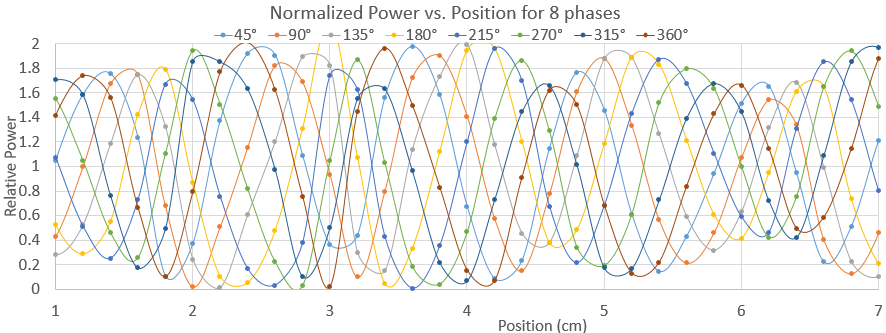 Normalized Power vs. Position for 8 phases
45° 90° 135° 180° 215° 270° 315° 360°
2
1.8
1.6
1.4
1.2
1
0.8
0.6
0.4
0.2
0
Relative Power
1 2 3 4 5 6 7
Position (cm)